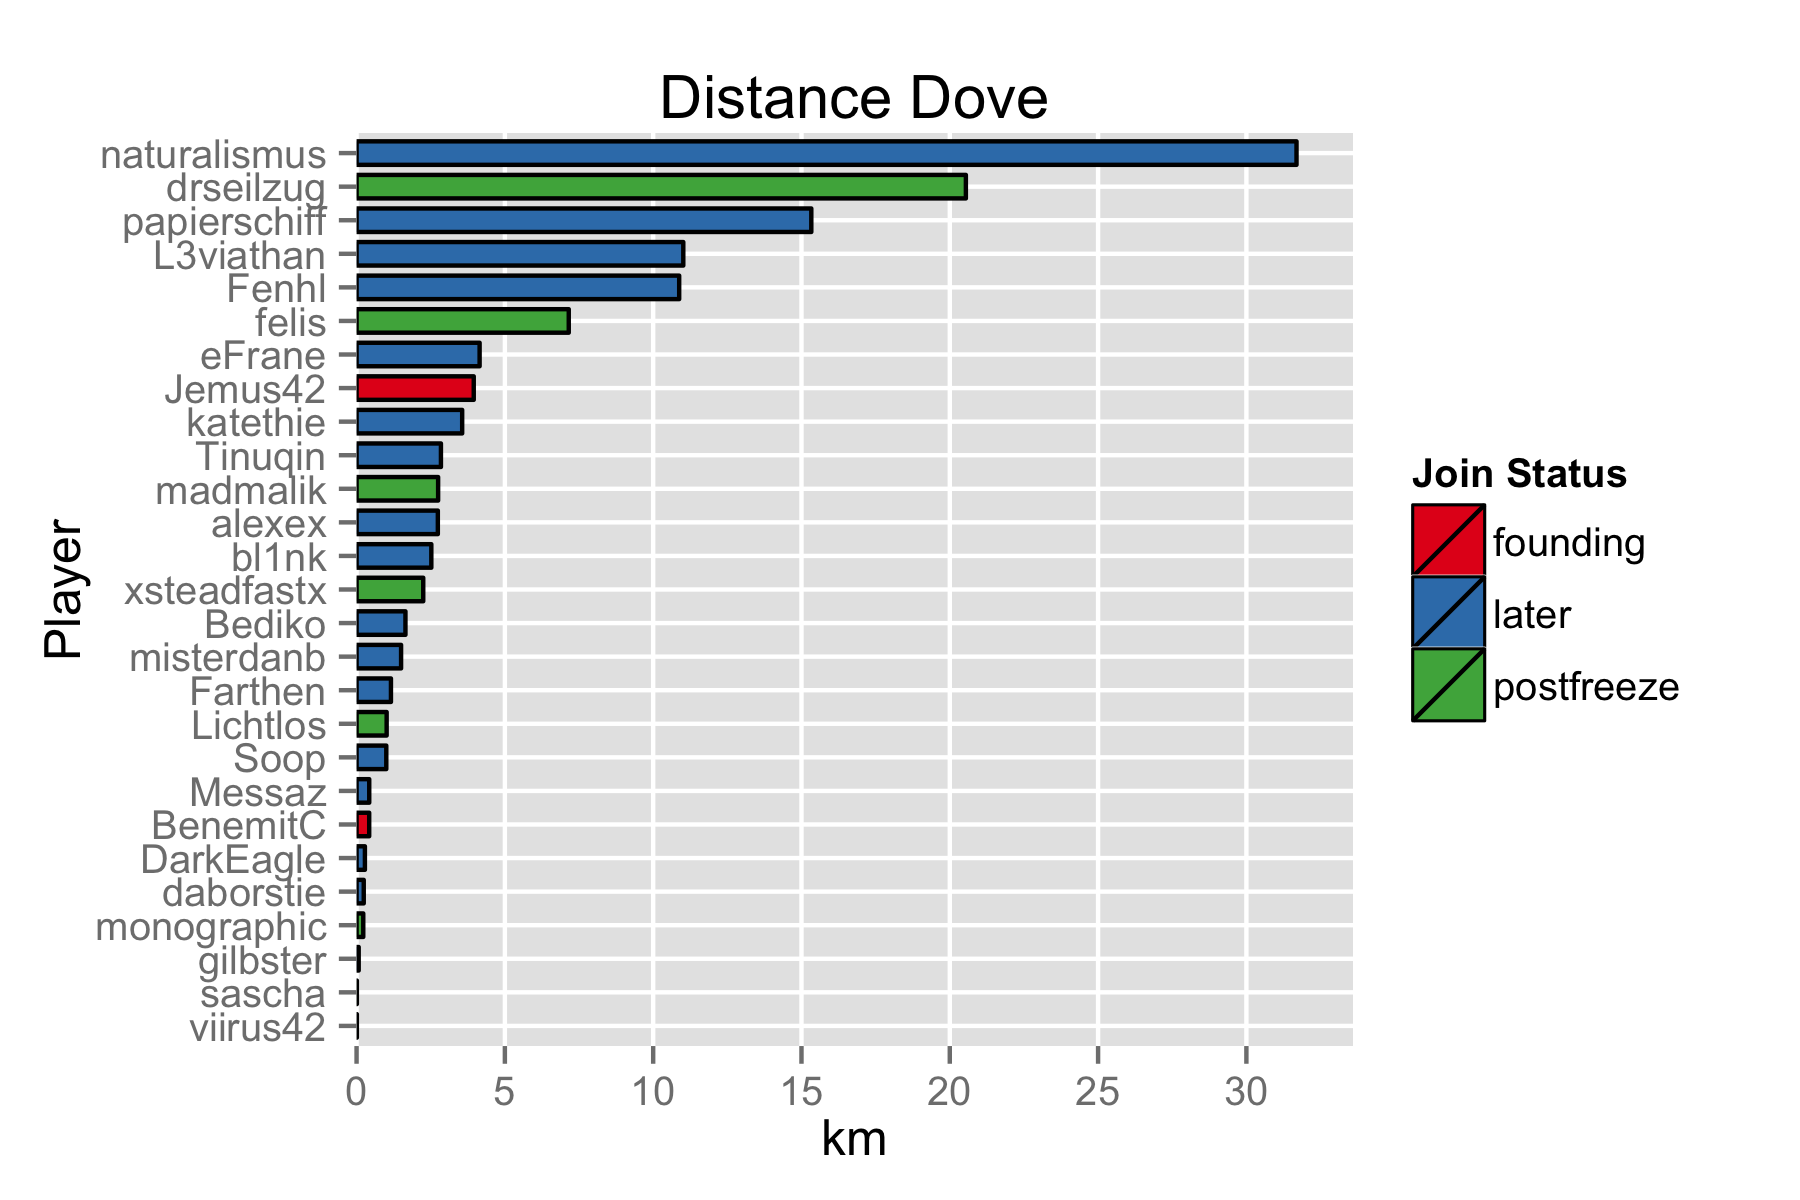 Distance Dove
naturalismus
drseilzug
papierschiff
L3viathan
Fenhl
felis
eFrane
Jemus42
katethie
Tinuqin
madmalik
alexex
bl1nk
xsteadfastx
Bediko
misterdanb
Farthen
Lichtlos
Soop
Messaz
BenemitC
DarkEagle
daborstie
monographic
gilbster
sascha
viirus42
Player
0 5 10 15 20 25 30
km
Join Status
founding
later
postfreeze